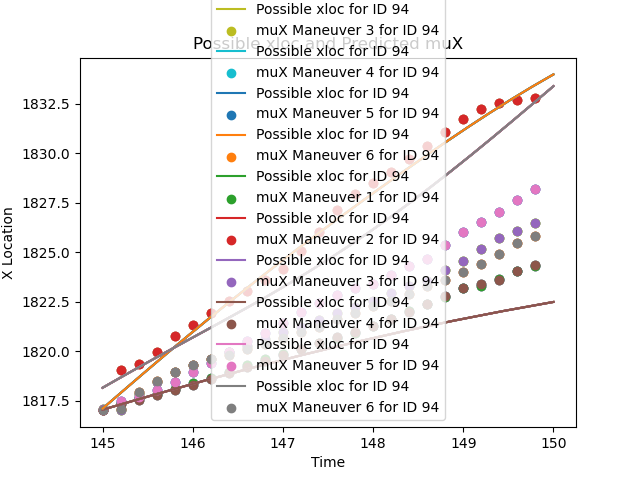 Possible xloc for ID 94
muX Maneuver 3 for ID 94
Possible xloc for ID 94
Possible xloc and Predicted muX
muX Maneuver 4 for ID 94
Possible xloc for ID 94
muX Maneuver 5 for ID 94
Possible xloc for ID 94
muX Maneuver 6 for ID 94
Possible xloc for ID 94
muX Maneuver 1 for ID 94
Possible xloc for ID 94
muX Maneuver 2 for ID 94
Possible xloc for ID 94
muX Maneuver 3 for ID 94
Possible xloc for ID 94
muX Maneuver 4 for ID 94
Possible xloc for ID 94
muX Maneuver 5 for ID 94
Possible xloc for ID 94
muX Maneuver 6 for ID 94
X Location
1832.5
1830.0
1827.5
1825.0
1822.5
1820.0
1817.5
145 146 147 148 149 150
Time